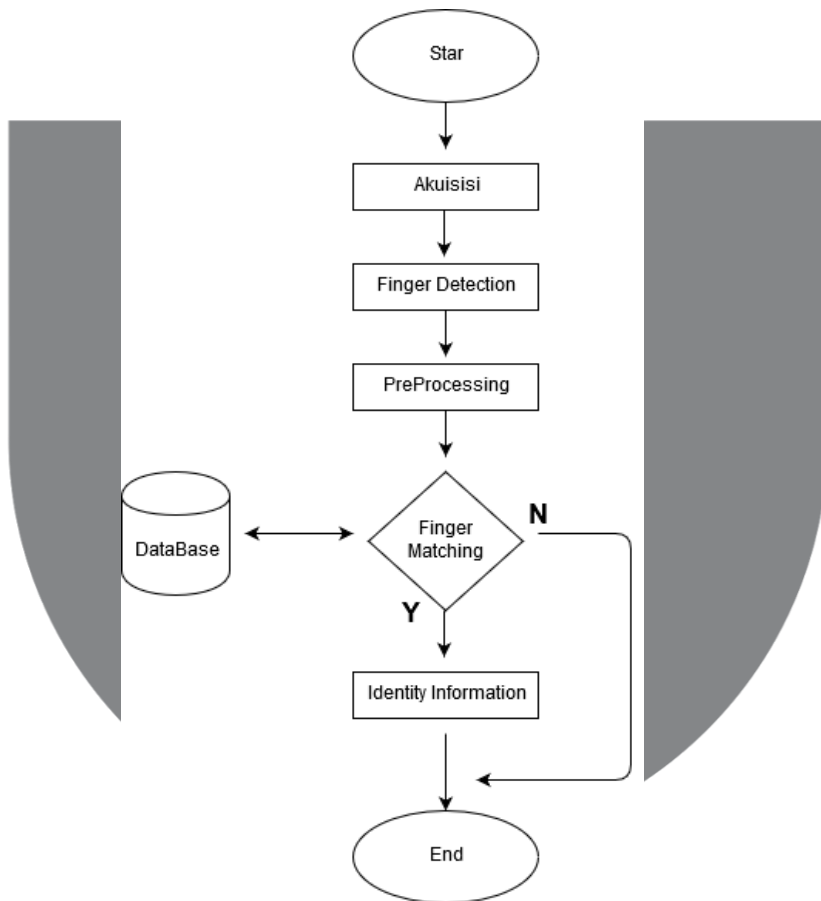 Star
Akuisisi
Finger Detection
PreProcessing
DataBase
Finger
Matching
N
Y
Identity Information
End